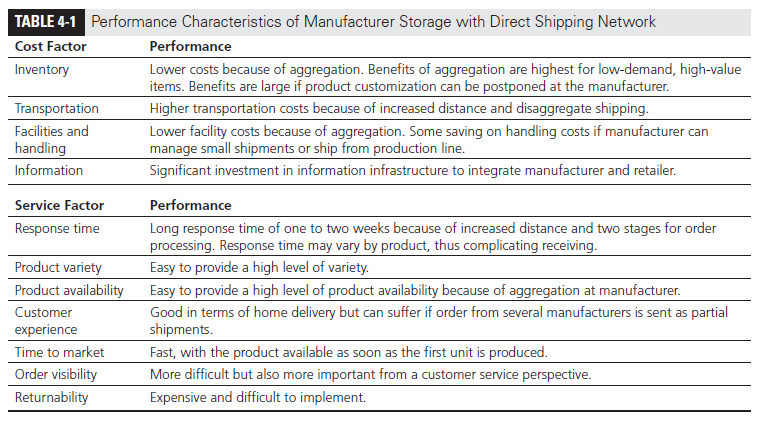 TABLE 4-1 Performance Characteristics of Manufacturer Storage with Direct Shipping Network
Cost Factor Performance
Inventory Lower costs because of aggregation. Benefits of aggregation are highest for low-demand, high-value
items. Benefits are large if product customization can be postponed at the manufacturer.
Transportation Higher transportation costs because of increased distance and disaggregate shipping.
Facilities and Lower facility costs because of aggregation. Some saving on handling costs if manufacturer can
handling manage small shipments or ship from production line.
Information Significant investment in information infrastructure to integrate manufacturer and retailer.
Service Factor Performance
Response time Long response time of one to two weeks because of increased distance and two stages for order
processing. Response time may vary by product, thus complicating receiving.
Product variety Easy to provide a high level of variety.
Product availability Easy to provide a high level of product availability because of aggregation at manufacturer.
Customer Good in terms of home delivery but can suffer if order from several manufacturers is sent as partial
experience shipments.
Time to market Fast, with the product available as soon as the first unit is produced.
Order visibility More difficult but also more important from a customer service perspective.
Returnability Expensive and difficult to implement.